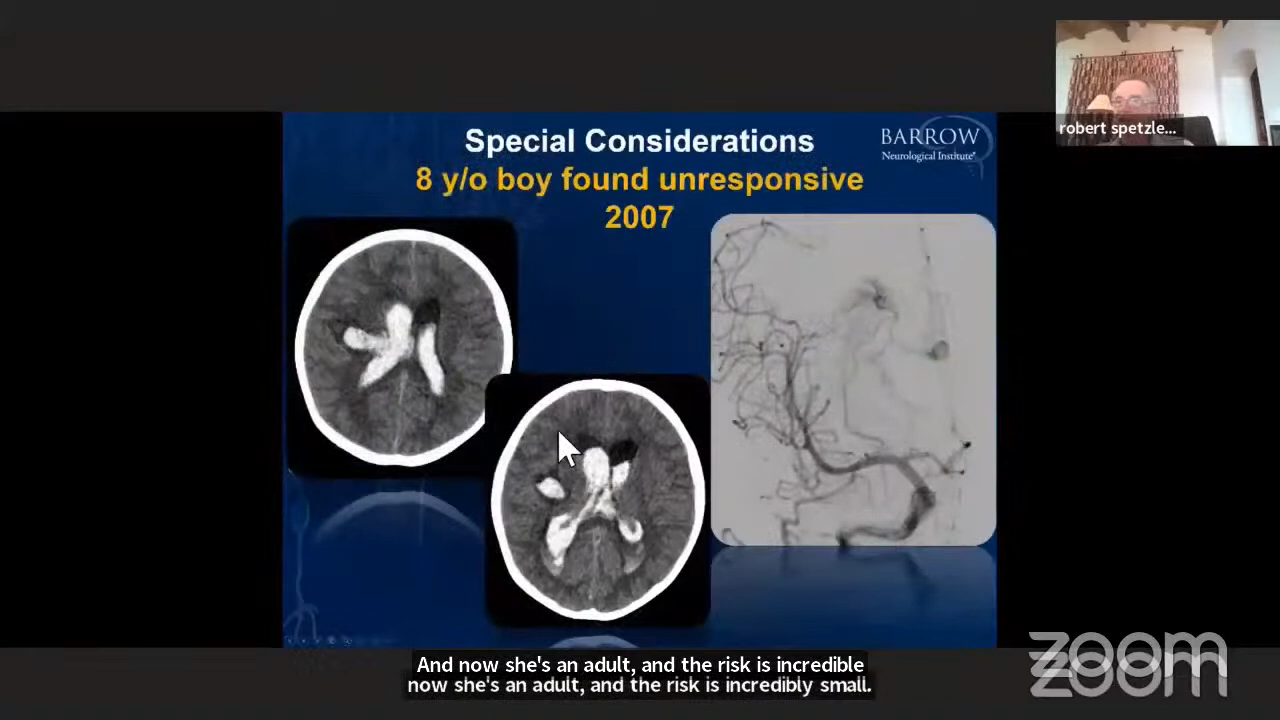 Special Considerations
8 y/o boy found unresponsive
2007
BARROW
Neurological Institute®
robert spetzle...
And now she's an adult, and the risk is incredible
now she's an adult, and the risk is incredibly small.
zoom
zoom